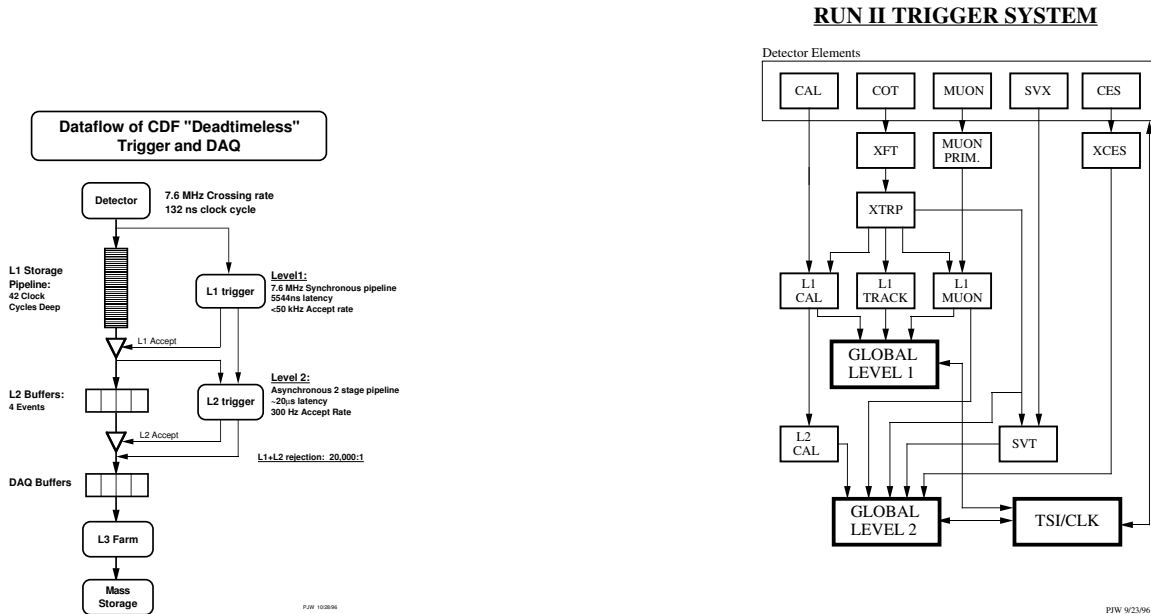 Dataflow of CDF "Deadtimeless"
Trigger and DAQ
Detector
7.6 MHz Crossing rate
132 ns clock cycle
L1 Storage
Pipeline:
42 Clock
Cycles Deep
L1 trigger
Level1:
7.6 MHz Synchronous pipeline
5544ns latency
<50 kHz Accept rate
L1 Accept
L2 Buffers:
4 Events
L2 trigger
Level 2:
Asynchronous 2 stage pipeline
~20µs latency
300 Hz Accept Rate
L2 Accept
L1+L2 rejection: 20,000:1
DAQ Buffers
L3 Farm
Mass
Storage
PJW 10/28/96
RUN II TRIGGER SYSTEM
Detector Elements
CAL
COT
MUON
SVX
CES
XFT
MUON
PRIM.
XCES
XTRP
L1
CAL
L1
TRACK
L1
MUON
GLOBAL
LEVEL 1
L2
CAL
SVT
GLOBAL
LEVEL 2
TSI/CLK
PJW 9/23/96